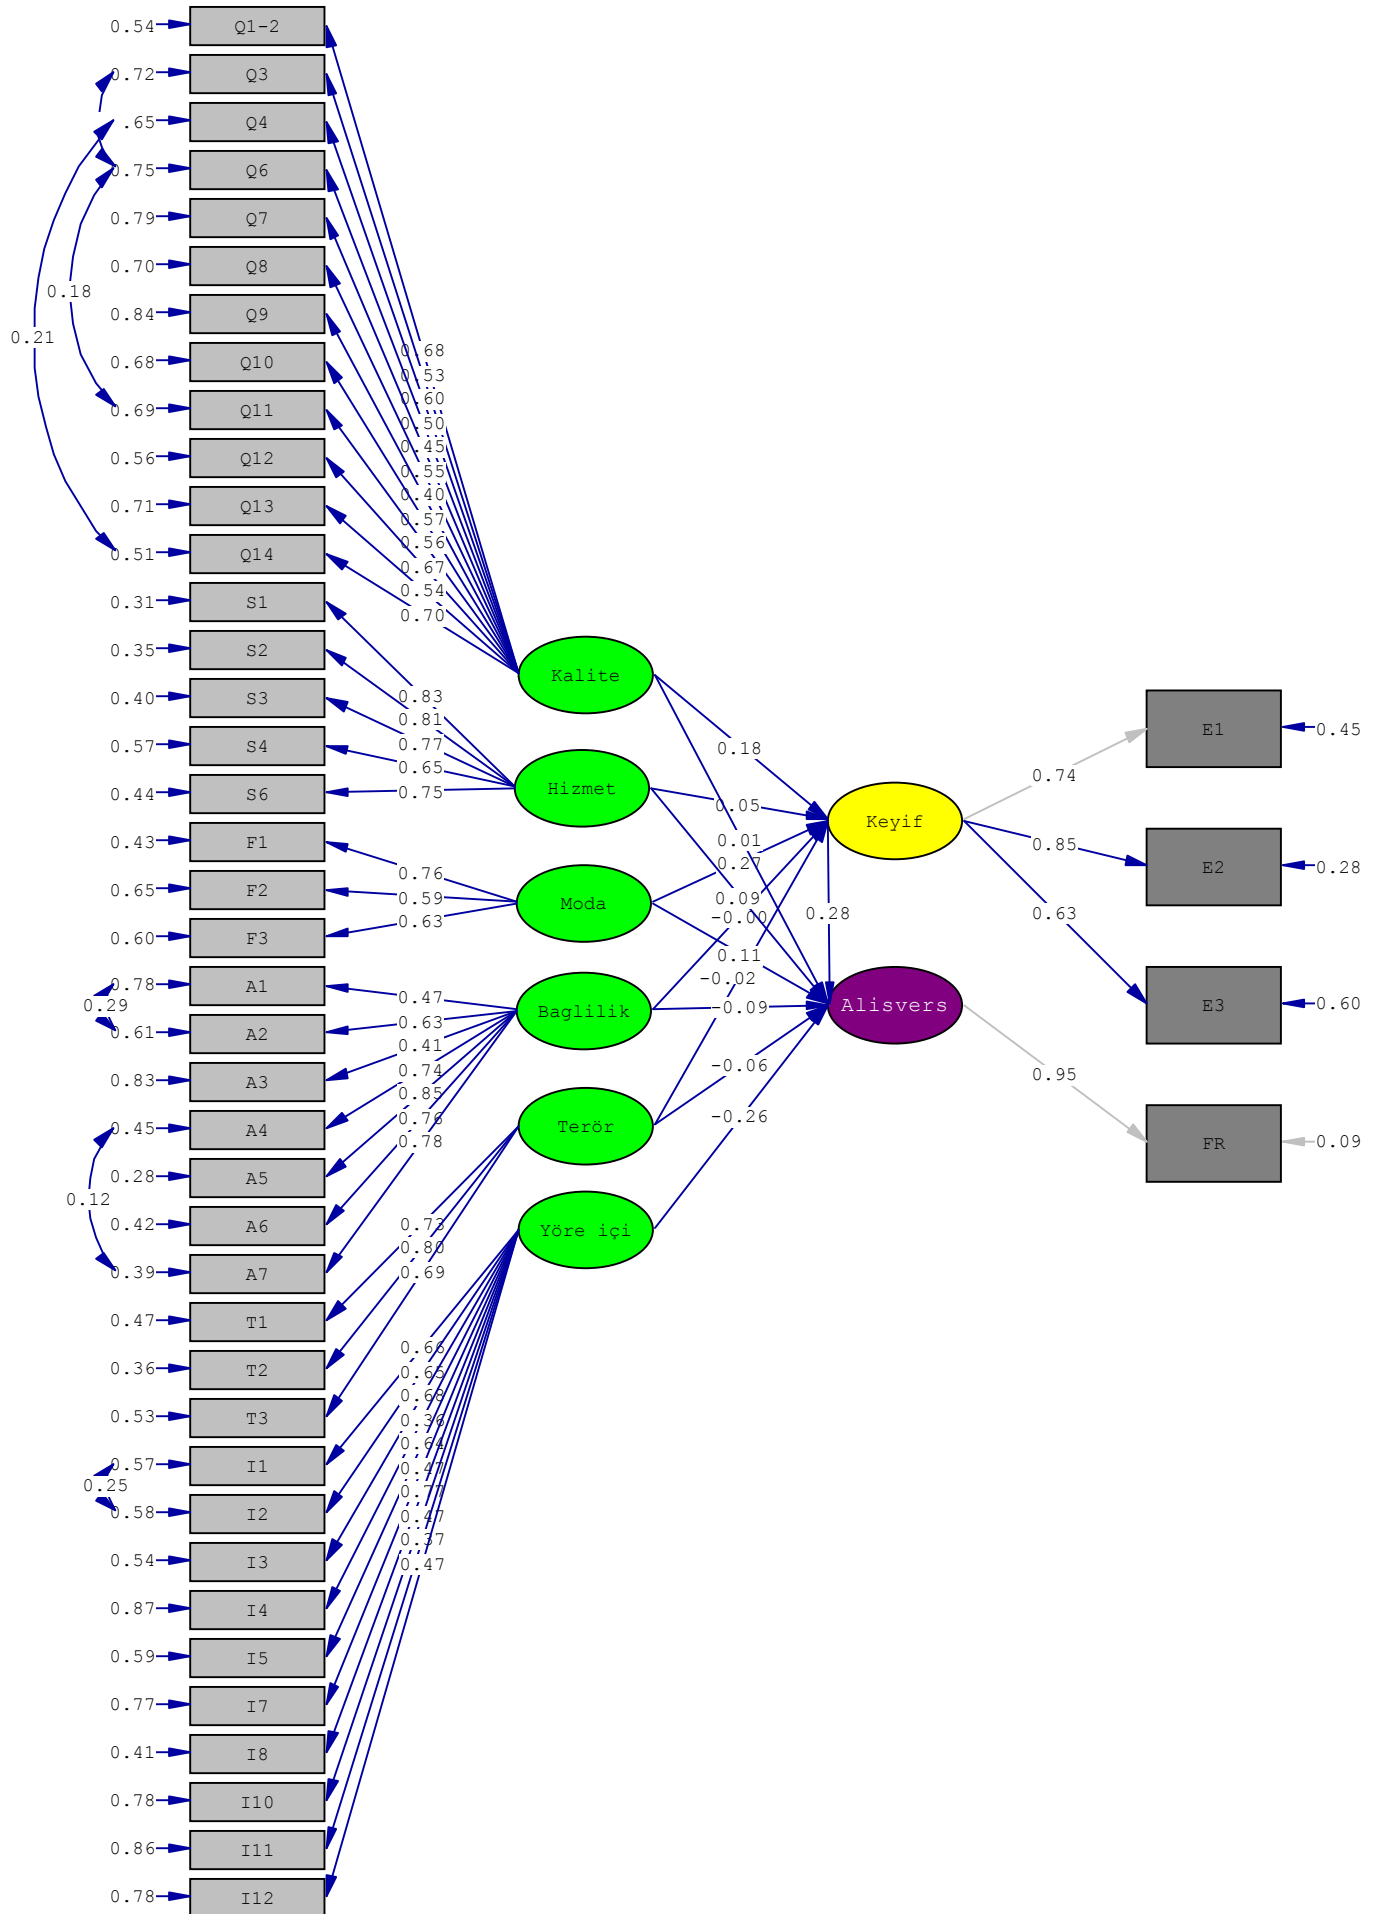 0.54 Q1-2
0.72 Q3
.65 Q4
0.75 Q6
0.79 Q7
0.70 Q8
0.18
0.84 Q9
0.21
0.68 Q10
0.69 Q11
0.56 Q12
0.71 Q13
0.51 Q14
0.31 S1
0.35 S2
0.40 S3
0.57 S4
0.44 S6
0.43 F1
0.65 F2
0.60 F3
0.78 A1
0.29
0.61 A2
0.83 A3
0.45 A4
0.28 A5
0.12
0.42 A6
0.39 A7
0.47 T1
0.36 T2
0.53 T3
0.57 I1
0.25
0.58 I2
0.54 I3
0.87 I4
0.59 I5
0.77 I7
0.41 I8
0.78 I10
0.86 I11
0.78 I12
0.68
0.53
0.60
0.50
0.45
0.55
0.40
0.57
0.56
0.67
0.54
0.70
0.83
0.81
0.77
0.65
0.75
0.76
0.59
0.63
0.47
0.63
0.41
0.74
0.85
0.76
0.78
0.73
0.80
0.69
0.66
0.65
0.68
0.36
0.64
0.47
0.77
0.47
0.37
0.47
Kalite
Hizmet
Moda
Baglilik
Terör
Yöre içi
0.18
0.05
0.01
0.27
0.09
-0.00
0.11
-0.02
-0.09
-0.06
-0.26
0.28
Keyif
Alisvers
0.74
0.85
0.63
0.95
E1 0.45
E2 0.28
E3 0.60
FR 0.09